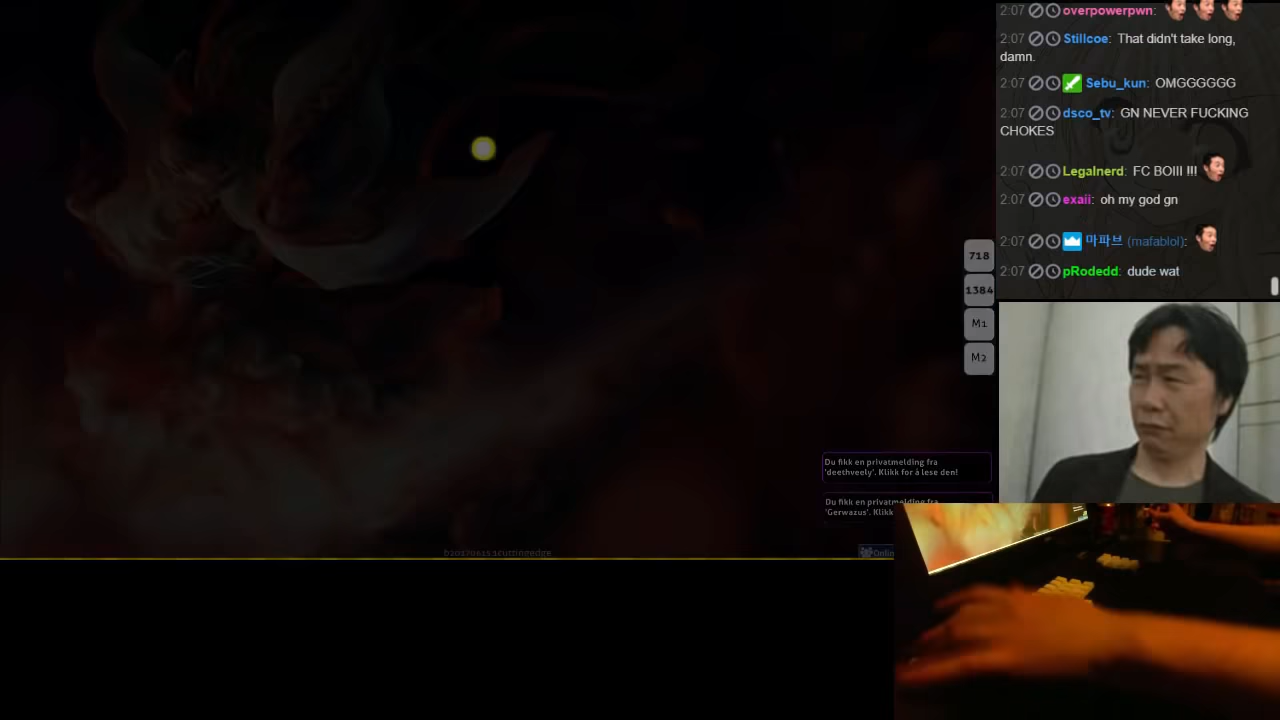 2:07 overpowerpwn:
2:07 Stillcoe: That didn't take long,
damn.
2:07 Sebu_kun: OMGGGGGG
2:07 dsco_tv: GN NEVER FUCKING
CHOKES
2:07 Legalnerd: FC BOIII !!!
2:07 exaii: oh my god gn
2:07 마파브 (mafablol):
2:07 pRodedd: dude wat
718
1384
M1
M2
Du fikk en privatmelding fra
'deethveely'. Klikk for å lese den!
Du fikk en privatmelding fra
'Gerwazus'. Klikk